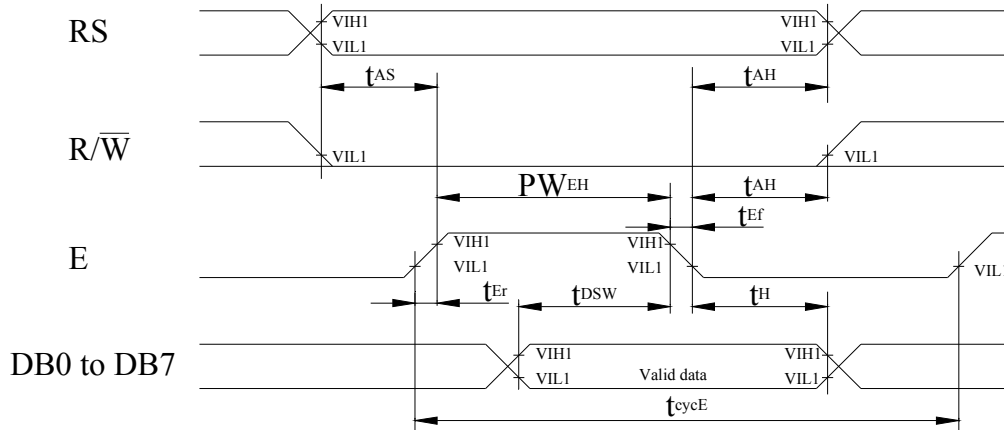 RS
VIH1 VIH1
VIL1 VIL1
tAS tAH
R/W̅
VIL1 VIL1
PWEH tAH
tEf
E
VIH1 VIH1
VIL1 VIL1 VIL1
tEr tDSW tH
DB0 to DB7
VIH1 VIH1
VIL1 Valid data VIL1
tcycE